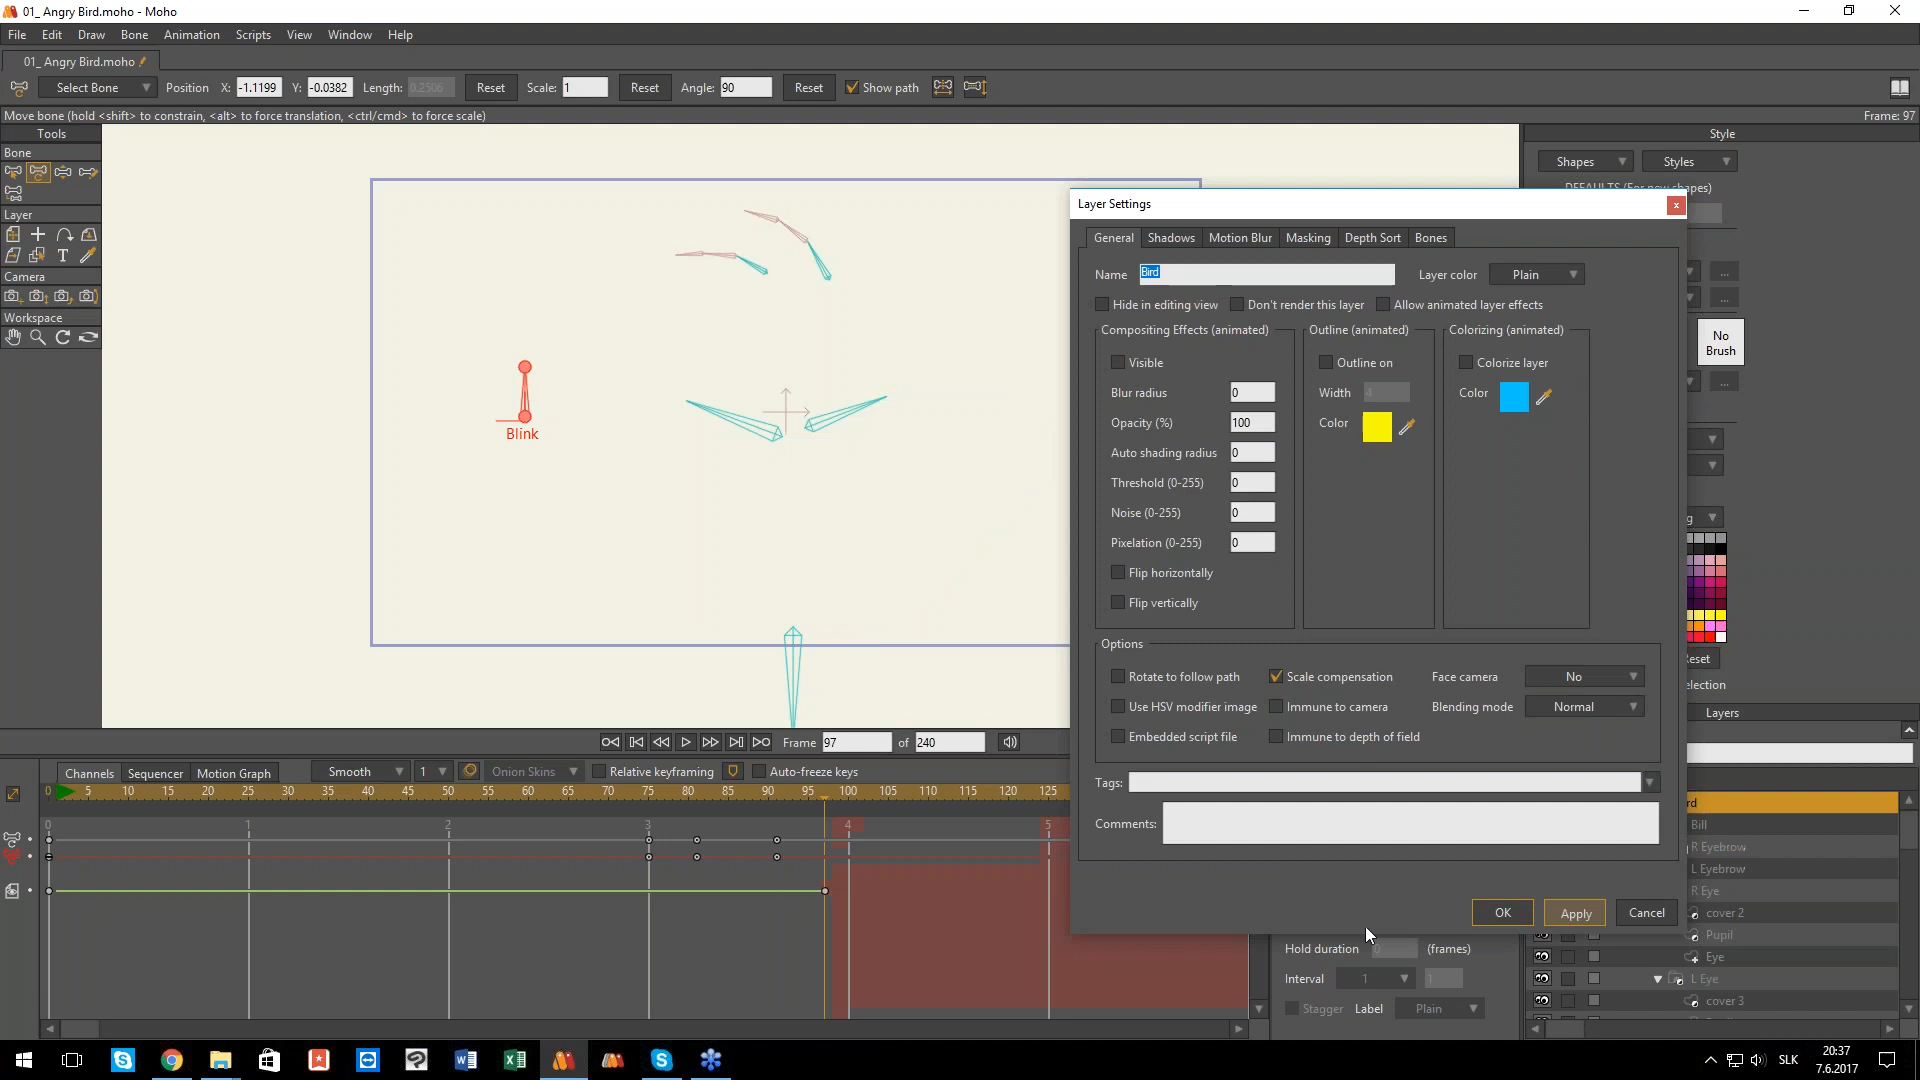 01_ Angry Bird.moho - Moho
File Edit Draw Bone Animation Scripts View Window Help
01_ Angry Bird.moho
Select Bone Position X: -1.1199 Y: -0.0382 Length: 0.2506 Reset Scale: 1 Reset Angle: 90 Reset Show path
Move bone (hold <shift> to constrain, <alt> to force translation, <ctrl/cmd> to force scale) Frame: 97
Tools
Bone
Layer
Camera
Workspace
Blink
Style
Shapes Styles
DEFAULTS (For new shapes)
No
Brush
Layer Settings
General Shadows Motion Blur Masking Depth Sort Bones
Name Bird Layer color Plain
Hide in editing view Don't render this layer Allow animated layer effects
Compositing Effects (animated) Outline (animated) Colorizing (animated)
Visible Outline on Colorize layer
Blur radius 0 Width 4 Color
Opacity (%) 100 Color
Auto shading radius 0
Threshold (0-255) 0
Noise (0-255) 0
Pixelation (0-255) 0
Flip horizontally
Flip vertically
Options
Rotate to follow path Scale compensation Face camera No
Use HSV modifier image Immune to camera Blending mode Normal
Embedded script file Immune to depth of field
Tags:
Comments:
OK Apply Cancel
Layers
Frame 97 of 240
Channels Sequencer Motion Graph Smooth 1 Onion Skins Relative keyframing Auto-freeze keys
0 5 10 15 20 25 30 35 40 45 50 55 60 65 70 75 80 85 90 95 100 105 110 115 120 125
0 1 2 3 4 5
Hold duration 0 (frames)
Interval 1 1
Stagger Label Plain
Bill
R Eyebrow
L Eyebrow
R Eye
cover 2
Pupil
Eye
L Eye
cover 3
SLK
20:37
7.6.2017